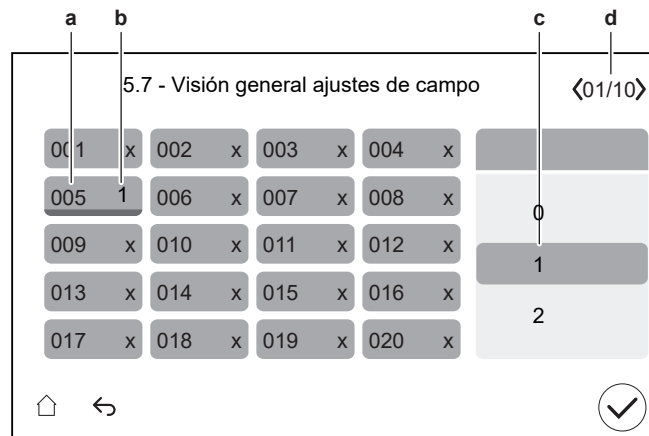 a b c d
5.7 - Visión general ajustes de campo 01/10
001 x 002 x 003 x 004 x
005 1 006 x 007 x 008 x
0
009 x 010 x 011 x 012 x
1
013 x 014 x 015 x 016 x
2
017 x 018 x 019 x 020 x